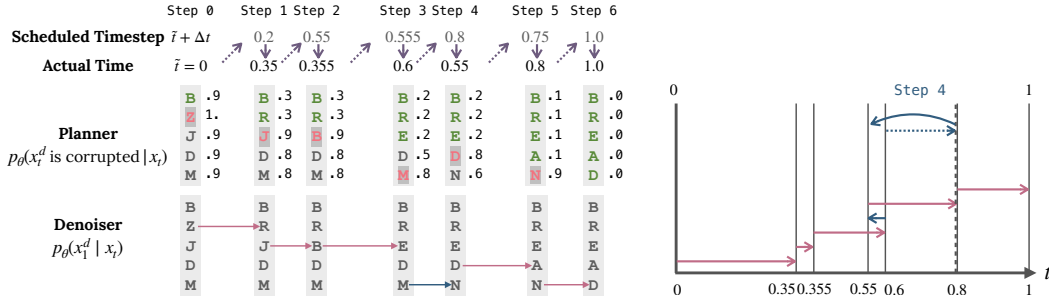 Step 0 Step 1 Step 2 Step 3 Step 4 Step 5 Step 6
Scheduled Timestep t̃ + Δt 0.2 0.55 0.555 0.8 0.75 1.0
Actual Time t̃ = 0 0.35 0.355 0.6 0.55 0.8 1.0
B .9 B .3 B .3 B .2 B .2 B .1 B .0
Z 1. R .3 R .3 R .2 R .2 R .1 R .0
Planner J .9 J .9 B .9 E .2 E .2 E .1 E .0
pθ(x_t^d is corrupted | x_t) D .9 D .8 D .8 D .5 D .8 A .1 A .0
M .9 M .8 M .8 M .8 N .6 N .9 D .0
B B B B B B B
Denoiser Z R R R R R R
pθ(x_1^d | x_t) J J B E E E E
D D D D D A A
M M M M N N D
Step 4
0 1
t
0 0.35 0.355 0.55 0.6 0.8 1